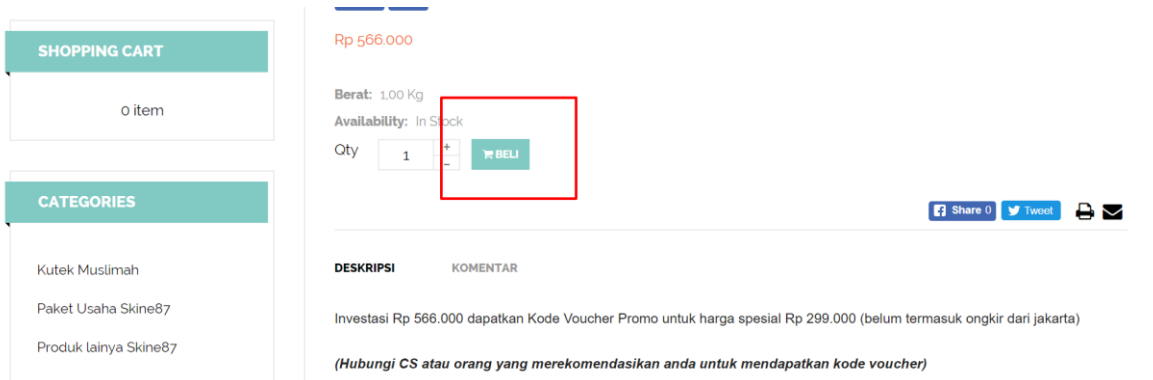 SHOPPING CART
0 item
CATEGORIES
Kutek Muslimah
Paket Usaha Skine87
Produk lainya Skine87
Rp 566.000
Berat: 1,00 Kg
Availability: In Stock
Qty 1 + −
BELI
Share 0 Tweet
DESKRIPSI KOMENTAR
Investasi Rp 566.000 dapatkan Kode Voucher Promo untuk harga spesial Rp 299.000 (belum termasuk ongkir dari jakarta)
(Hubungi CS atau orang yang merekomendasikan anda untuk mendapatkan kode voucher)